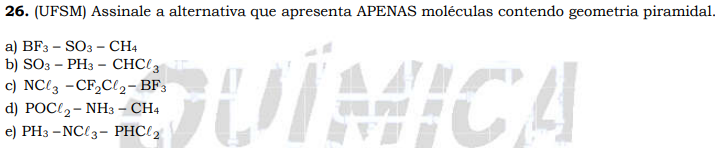 26. (UFSM) Assinale a alternativa que apresenta APENAS moléculas contendo geometria piramidal.
a) BF₃ – SO₃ – CH₄
b) SO₃ – PH₃ – CHCℓ₃
c) NCℓ₃ –CF₂Cℓ₂– BF₃
d) POCℓ₂– NH₃ – CH₄
e) PH₃ –NCℓ₃– PHCℓ₂
QUÍMICA